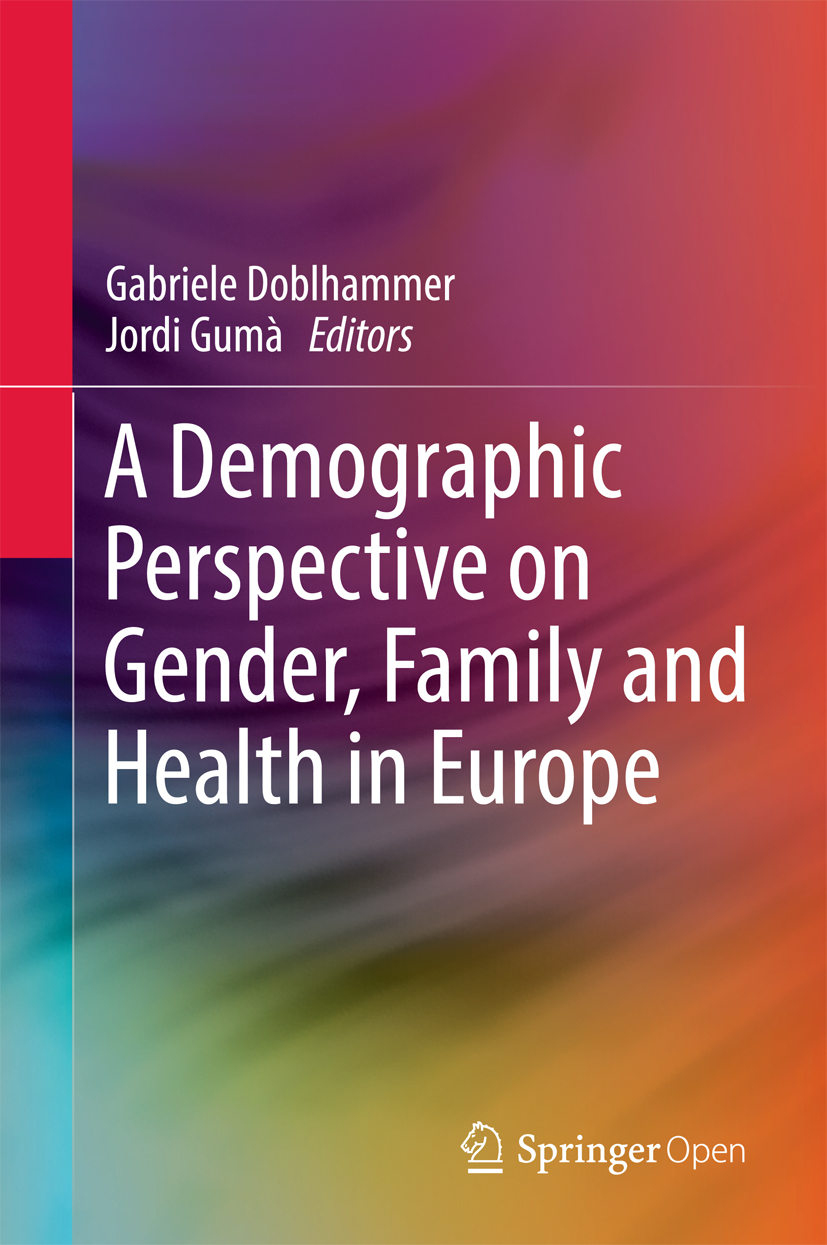 Gabriele Doblhammer
Jordi Gumà Editors
A Demographic
Perspective on
Gender, Family and
Health in Europe
Springer Open